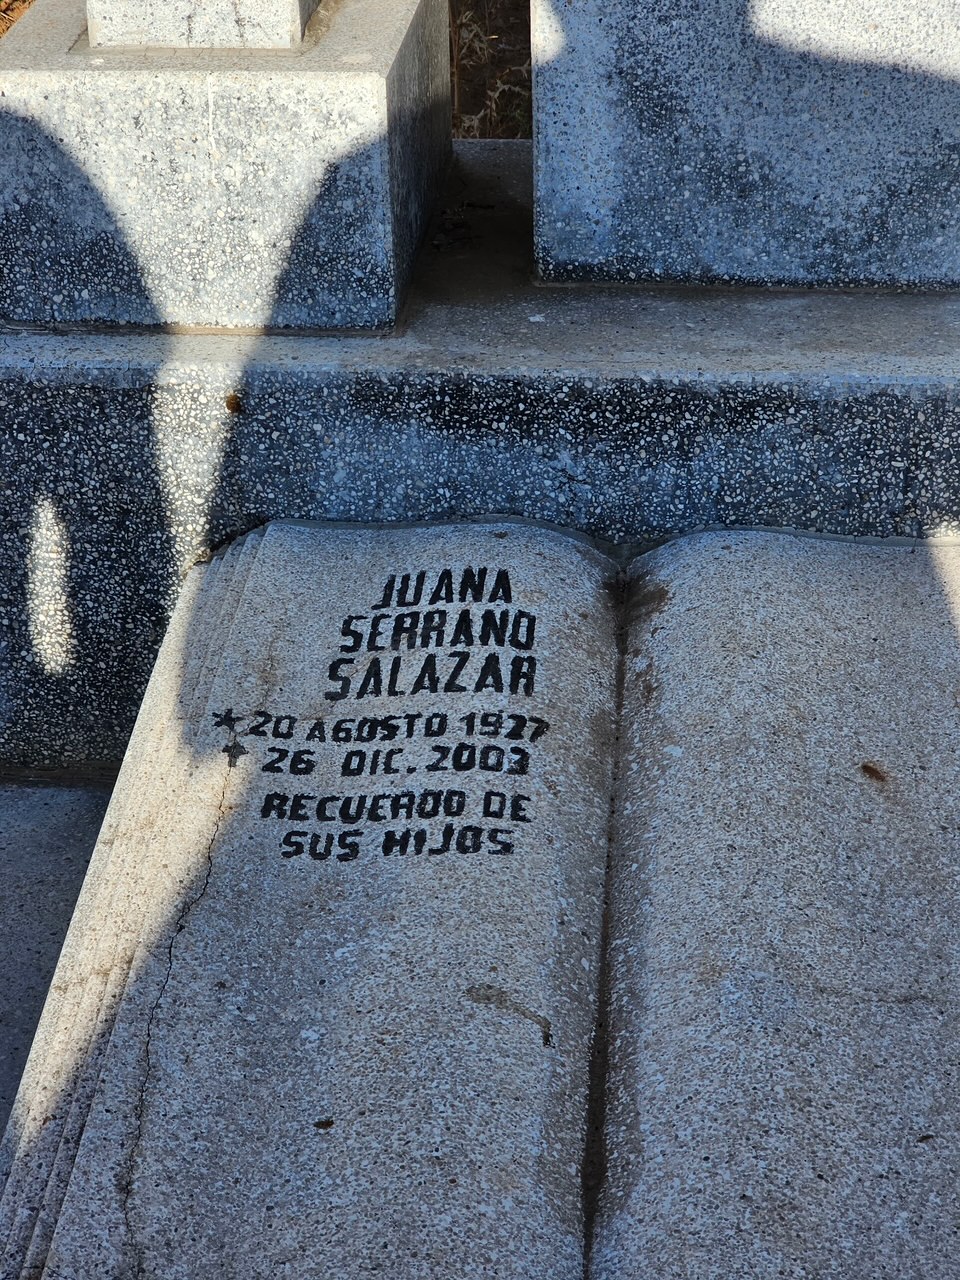 JUANA
SERRANO
SALAZAR
★ 20 AGOSTO 1927
✝ 26 DIC. 2003
RECUERDO DE
SUS HIJOS